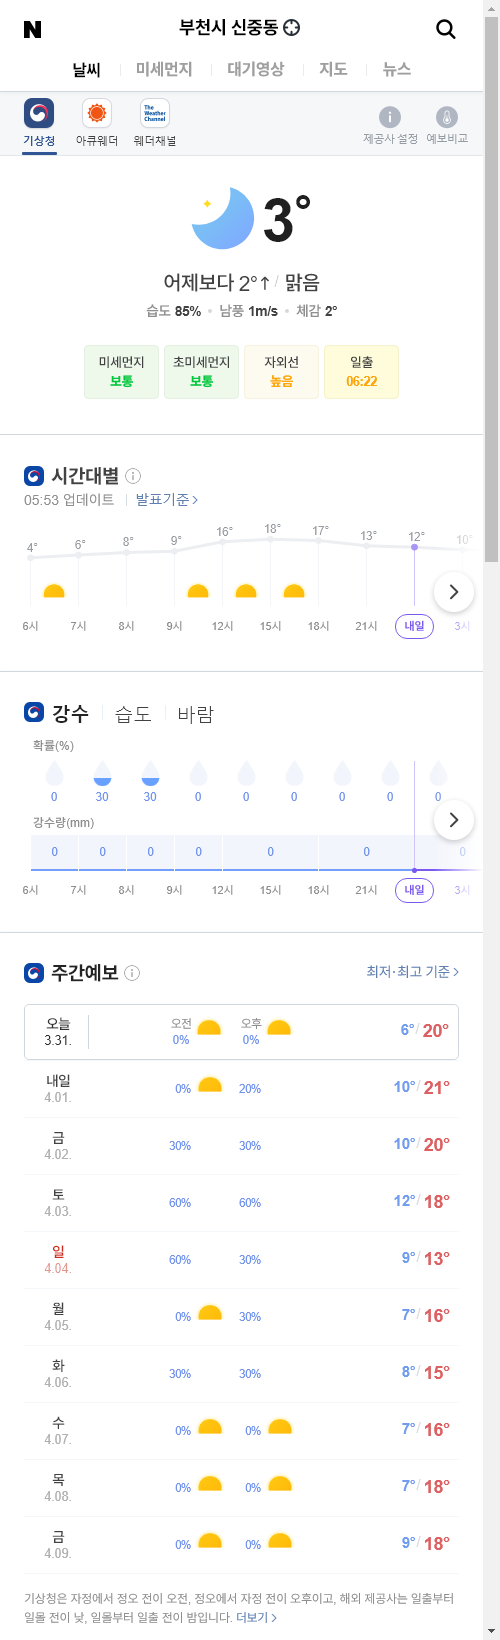 N
부천시 신중동
날씨 미세먼지 대기영상 지도 뉴스
The Weather Channel
기상청 아큐웨더 웨더채널 제공사 설정 예보비교
3°
어제보다 2°↑/ 맑음
습도 85% • 남풍 1m/s • 체감 2°
미세먼지 초미세먼지 자외선 일출
보통 보통 높음 06:22
시간대별
05:53 업데이트 발표기준 >
4° 6° 8° 9° 16° 18° 17° 13° 12° 10°
6시 7시 8시 9시 12시 15시 18시 21시 내일 3시
강수 습도 바람
확률(%)
0 30 30 0 0 0 0 0 0
강수량(mm)
0 0 0 0 0 0 0
6시 7시 8시 9시 12시 15시 18시 21시 내일 3시
주간예보 최저·최고 기준 >
오늘 오전 오후
3.31. 0% 0% 6°/ 20°
내일
4.01. 0% 20% 10°/ 21°
금
4.02. 30% 30% 10°/ 20°
토
4.03. 60% 60% 12°/ 18°
일
4.04. 60% 30% 9°/ 13°
월
4.05. 0% 30% 7°/ 16°
화
4.06. 30% 30% 8°/ 15°
수
4.07. 0% 0% 7°/ 16°
목
4.08. 0% 0% 7°/ 18°
금
4.09. 0% 0% 9°/ 18°
기상청은 자정에서 정오 전이 오전, 정오에서 자정 전이 오후이고, 해외 제공사는 일출부터
일몰 전이 낮, 일몰부터 일출 전이 밤입니다. 더보기 >